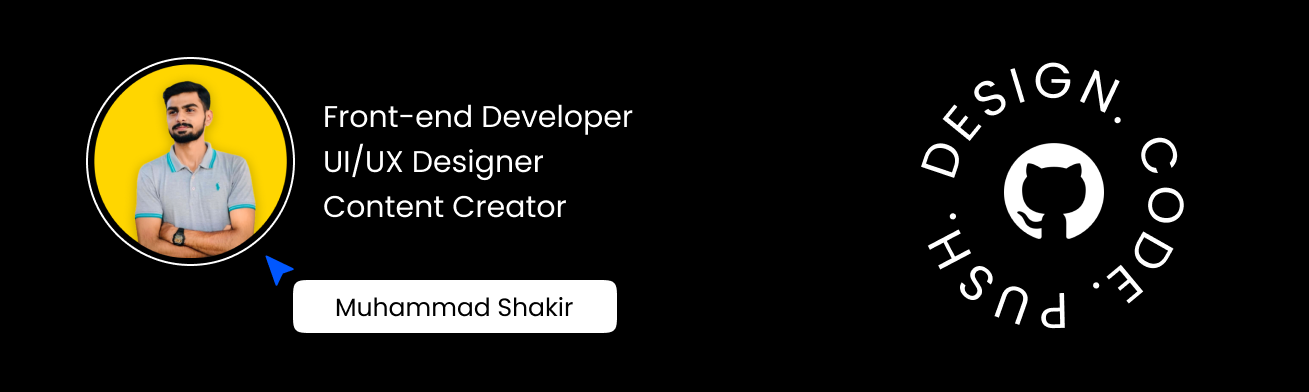 Front-end Developer
UI/UX Designer
Content Creator
Muhammad Shakir
DESIGN. CODE. PUSH.